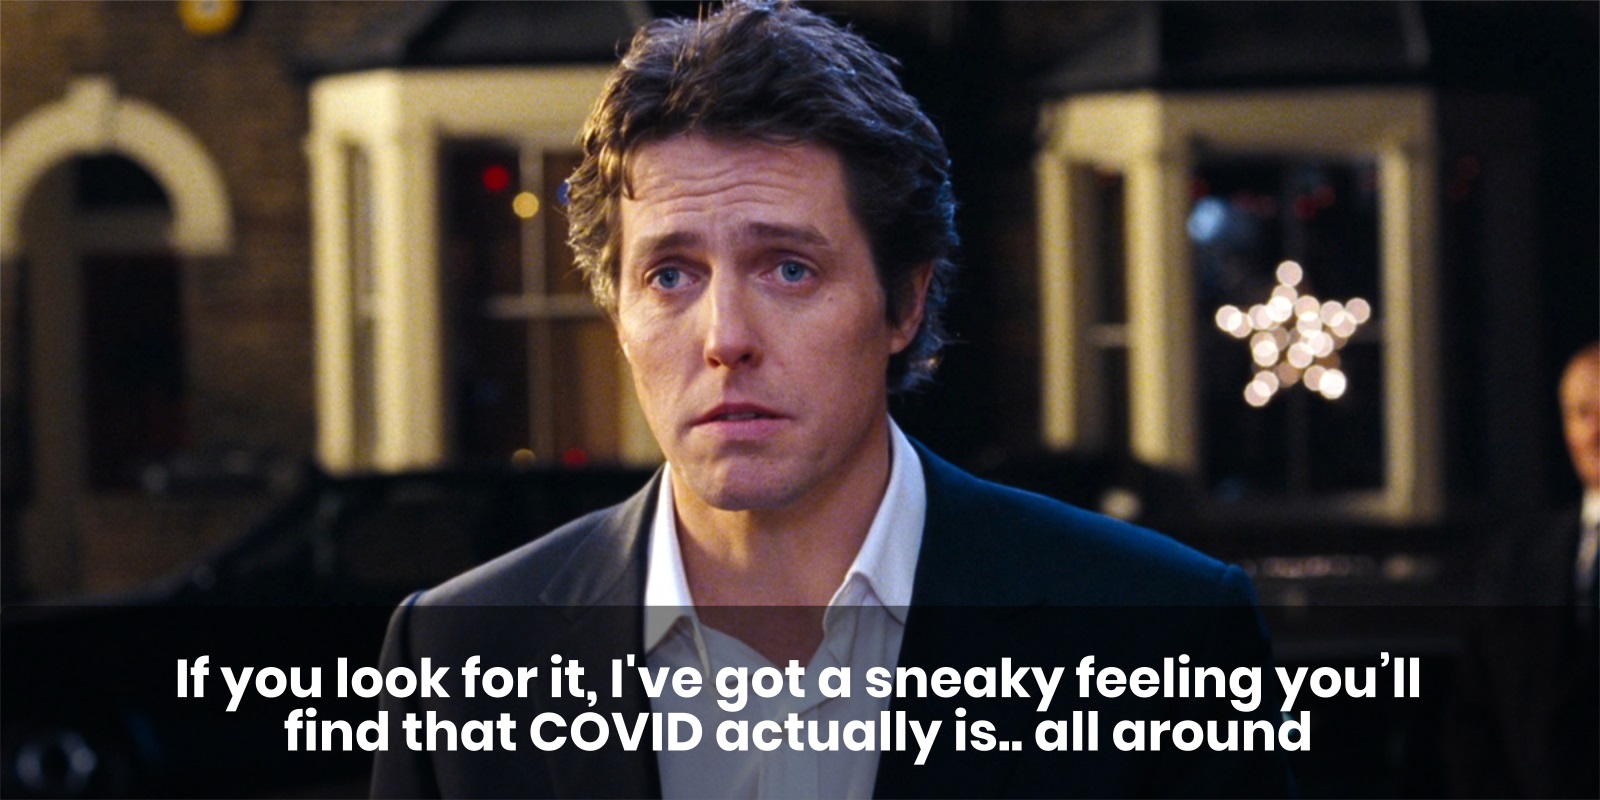 If you look for it, I've got a sneaky feeling you’ll
find that COVID actually is.. all around